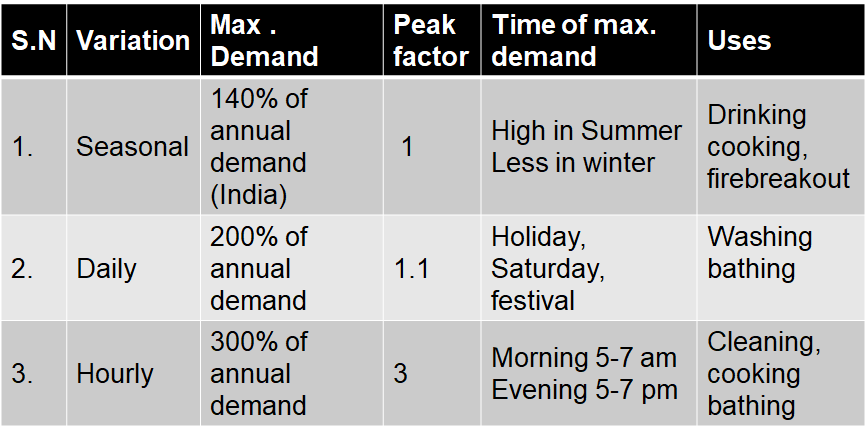 S.N Variation Max . Demand Peak factor Time of max. demand Uses
1. Seasonal 140% of annual demand (India) 1 High in Summer Less in winter Drinking cooking, firebreakout
2. Daily 200% of annual demand 1.1 Holiday, Saturday, festival Washing bathing
3. Hourly 300% of annual demand 3 Morning 5-7 am Evening 5-7 pm Cleaning, cooking bathing